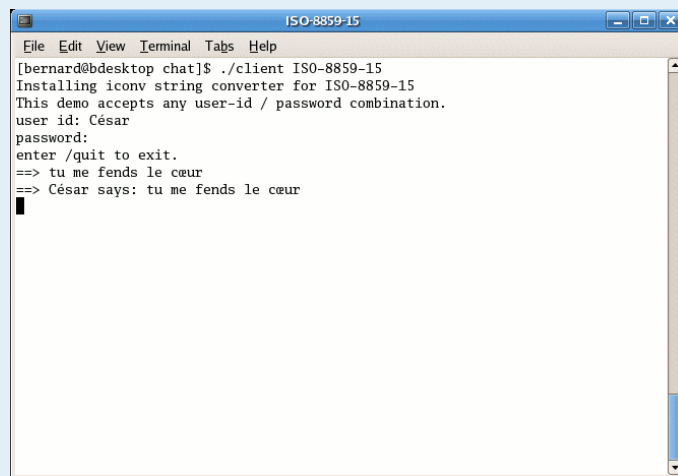 ISO-8859-15
File Edit View Terminal Tabs Help
[bernard@bdesktop chat]$ ./client ISO-8859-15
Installing iconv string converter for ISO-8859-15
This demo accepts any user-id / password combination.
user id: César
password:
enter /quit to exit.
==> tu me fends le cœur
==> César says: tu me fends le cœur